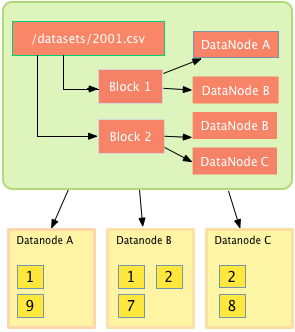 /datasets/2001.csv
DataNode A
Block 1
DataNode B
Block 2
DataNode B
DataNode C
Datanode A
1
9
Datanode B
1 2
7
Datanode C
2
8